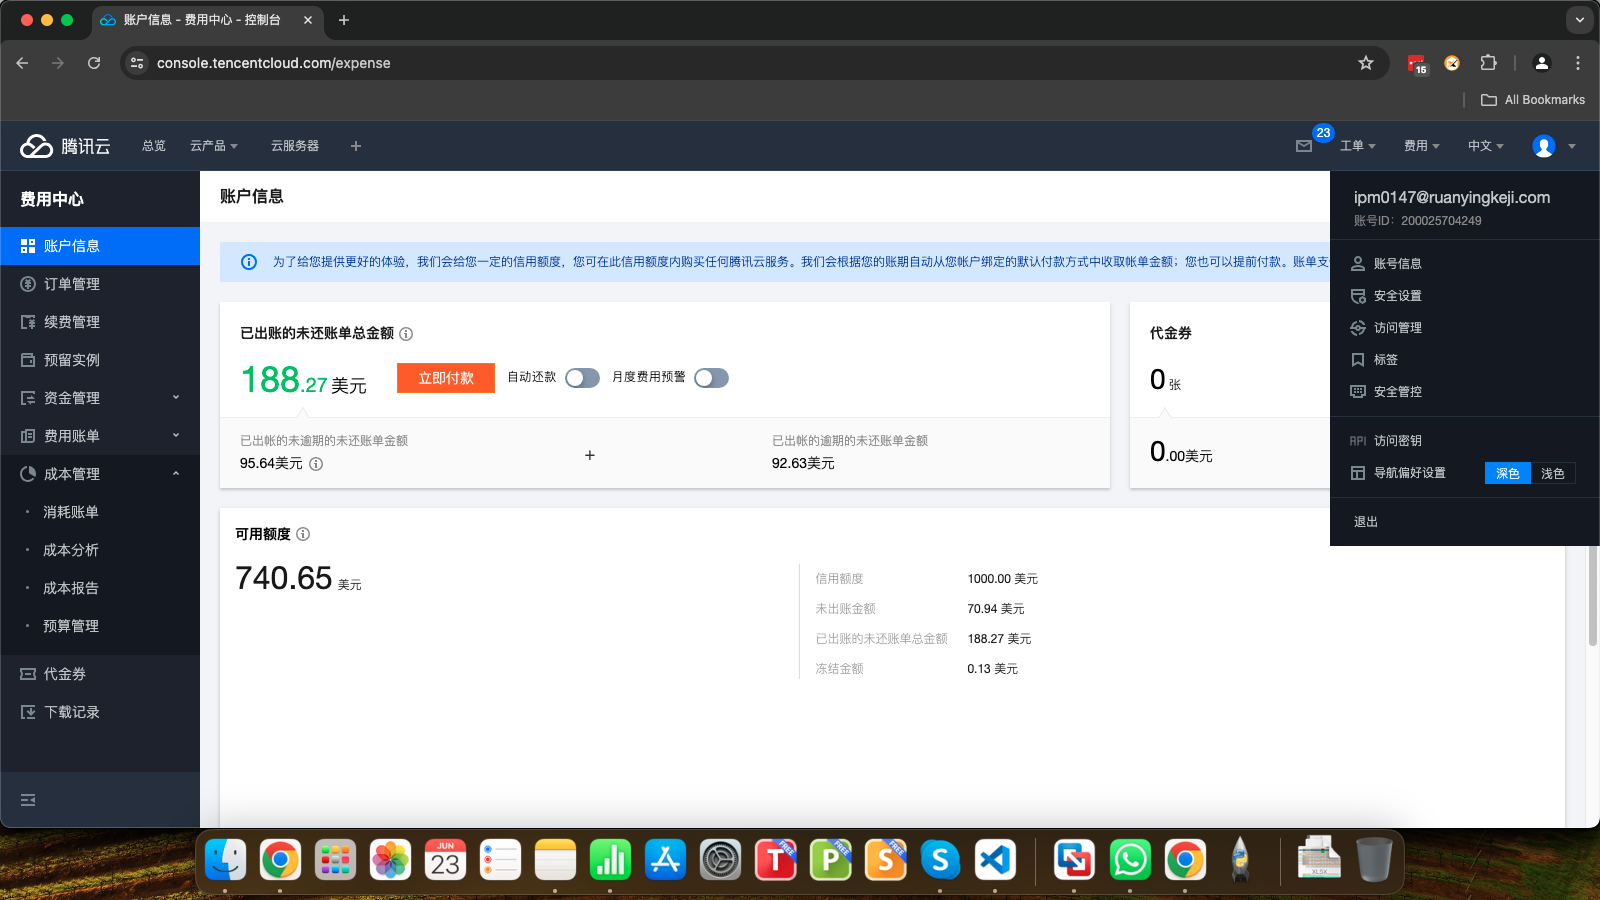 账户信息 - 费用中心 - 控制台
console.tencentcloud.com/expense
15
All Bookmarks
腾讯云
总览
云产品
云服务器
23
工单
费用
中文
费用中心
账户信息
订单管理
续费管理
预留实例
资金管理
费用账单
成本管理
消耗账单
成本分析
成本报告
预算管理
代金券
下载记录
账户信息
为了给您提供更好的体验，我们会给您一定的信用额度，您可在此信用额度内购买任何腾讯云服务。我们会根据您的账期自动从您帐户绑定的默认付款方式中收取帐单金额；您也可以提前付款。账单支
已出账的未还账单总金额
188.27 美元
立即付款
自动还款
月度费用预警
已出帐的未逾期的未还账单金额
95.64美元
+
已出帐的逾期的未还账单金额
92.63美元
代金券
0 张
0.00美元
可用额度
740.65 美元
信用额度 1000.00 美元
未出账金额 70.94 美元
已出账的未还账单总金额 188.27 美元
冻结金额 0.13 美元
ipm0147@ruanyingkeji.com
账号ID： 200025704249
账号信息
安全设置
访问管理
标签
安全管控
API 访问密钥
导航偏好设置
深色
浅色
退出
JUN
23
T FREE
P FREE
S FREE
S
XLSX